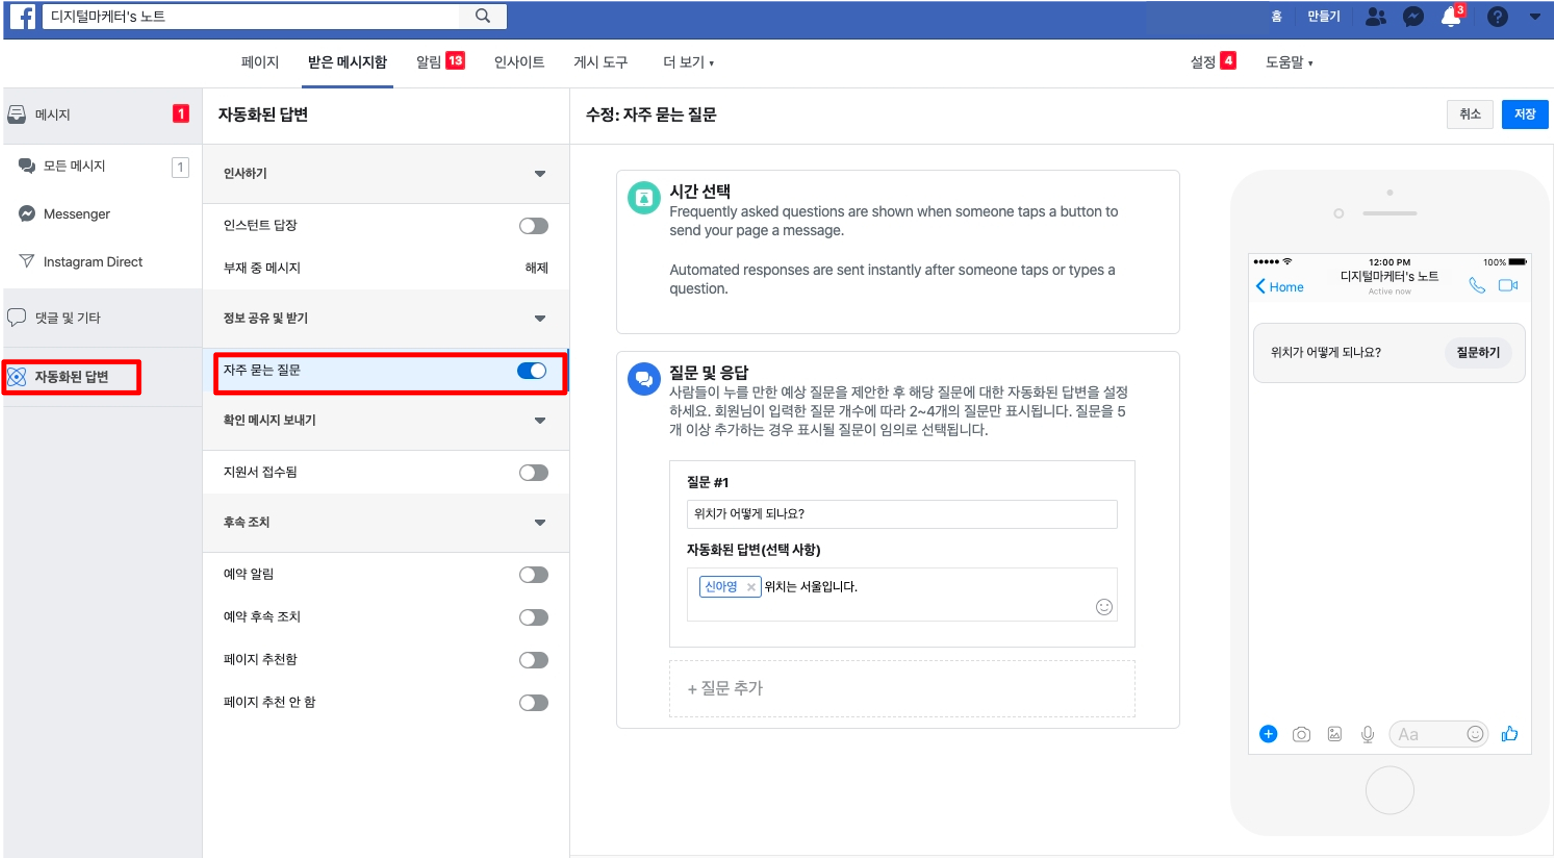 f
디지털마케터's 노트
홈
만들기
3
페이지
받은 메시지함
알림 13
인사이트
게시 도구
더 보기
설정 4
도움말
메시지
1
모든 메시지
1
Messenger
Instagram Direct
댓글 및 기타
자동화된 답변
자동화된 답변
인사하기
인스턴트 답장
부재 중 메시지
해제
정보 공유 및 받기
자주 묻는 질문
확인 메시지 보내기
지원서 접수됨
후속 조치
예약 알림
예약 후속 조치
페이지 추천함
페이지 추천 안 함
수정: 자주 묻는 질문
취소
저장
시간 선택
Frequently asked questions are shown when someone taps a button to
send your page a message.
Automated responses are sent instantly after someone taps or types a
question.
질문 및 응답
사람들이 누를 만한 예상 질문을 제안한 후 해당 질문에 대한 자동화된 답변을 설정
하세요. 회원님이 입력한 질문 개수에 따라 2~4개의 질문만 표시됩니다. 질문을 5
개 이상 추가하는 경우 표시될 질문이 임의로 선택됩니다.
질문 #1
위치가 어떻게 되나요?
자동화된 답변(선택 사항)
신아영 × 위치는 서울입니다.
+ 질문 추가
12:00 PM
100%
Home
디지털마케터's 노트
Active now
위치가 어떻게 되나요?
질문하기
Aa